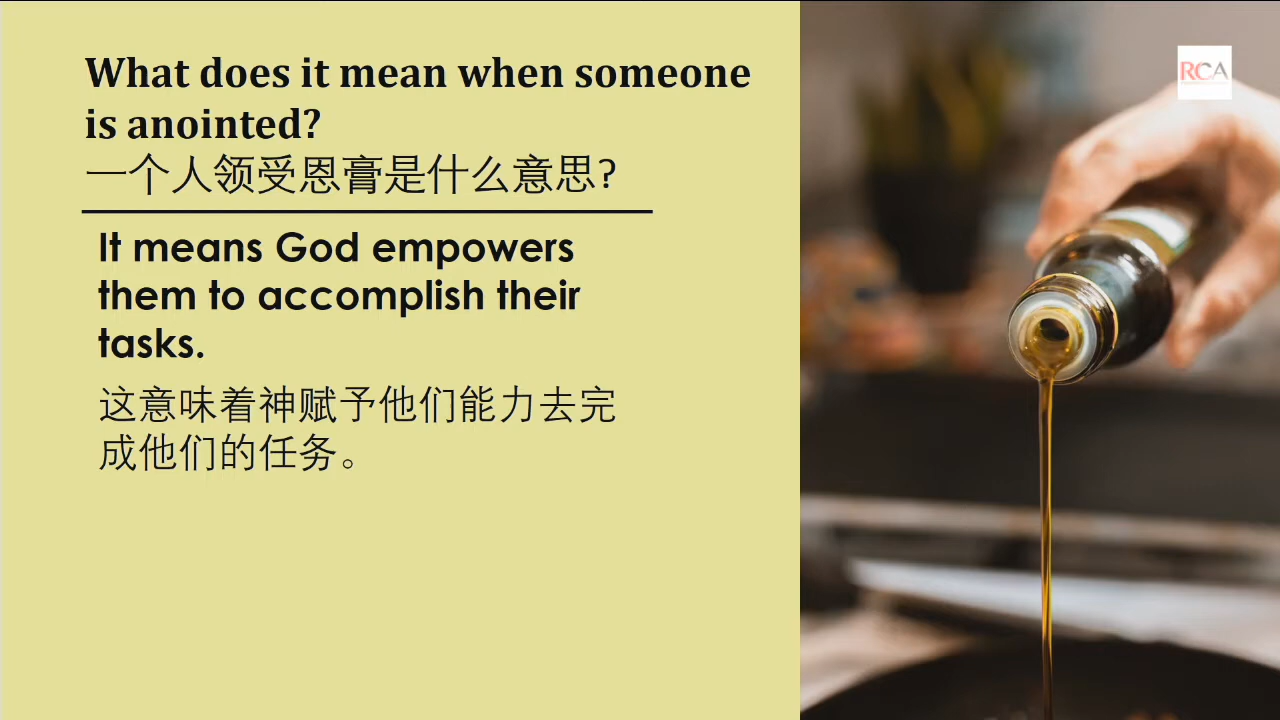 What does it mean when someone
is anointed?
一个人领受恩膏是什么意思?
It means God empowers
them to accomplish their
tasks.
这意味着神赋予他们能力去完
成他们的任务。
RCA